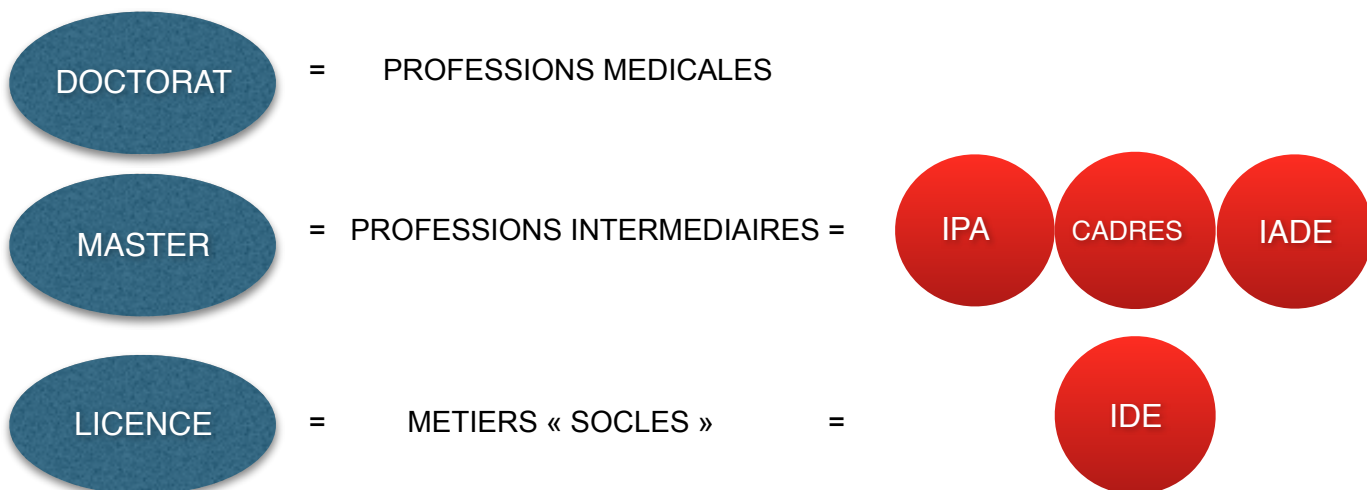 DOCTORAT = PROFESSIONS MEDICALES
MASTER = PROFESSIONS INTERMEDIAIRES = IPA CADRES IADE
LICENCE = METIERS « SOCLES » = IDE